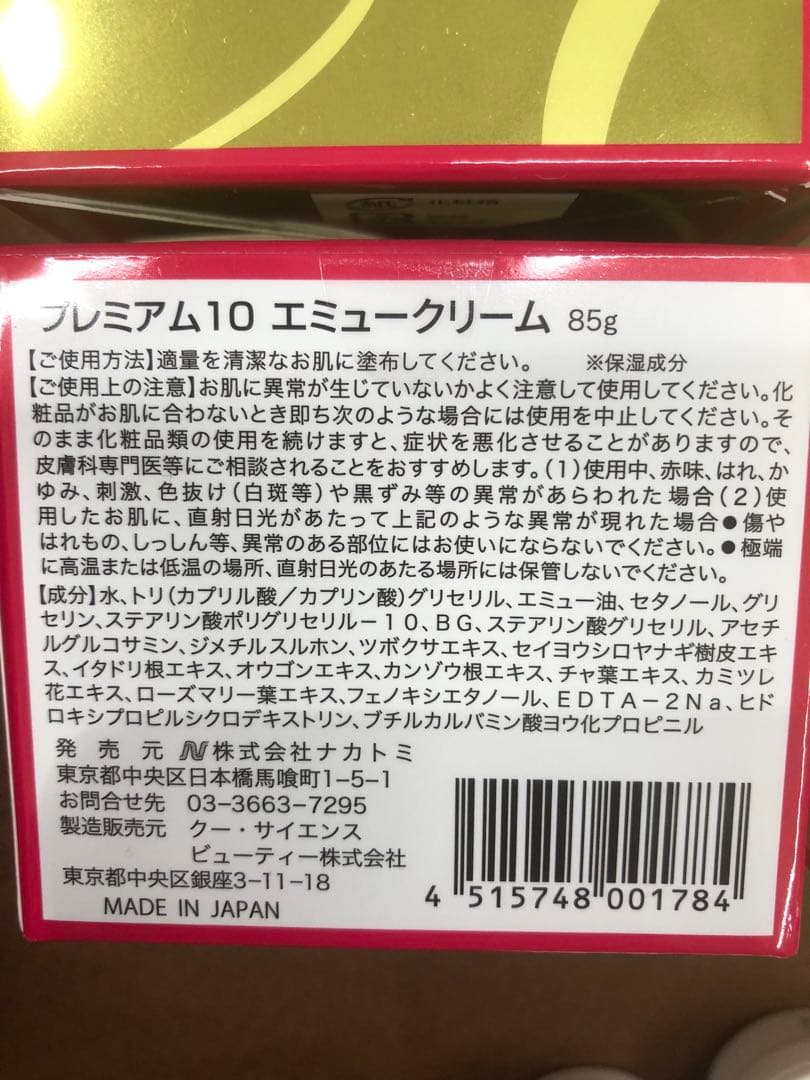 プレミアム10 エミュークリーム 85g
【ご使用方法】適量を清潔なお肌に塗布してください。 ※保湿成分
【ご使用上の注意】お肌に異常が生じていないかよく注意して使用してください。化
粧品がお肌に合わないとき即ち次のような場合には使用を中止してください。そ
のまま化粧品類の使用を続けますと、症状を悪化させることがありますので、
皮膚科専門医等にご相談されることをおすすめします。(1)使用中、赤味、はれ、か
ゆみ、刺激、色抜け(白斑等)や黒ずみ等の異常があらわれた場合(2)使
用したお肌に、直射日光があたって上記のような異常が現れた場合●傷や
はれもの、しっしん等、異常のある部位にはお使いにならないでください。●極端
に高温または低温の場所、直射日光のあたる場所には保管しないでください。
【成分】水、トリ(カプリル酸/カプリン酸)グリセリル、エミュー油、セタノール、グリ
セリン、ステアリン酸ポリグリセリル-10、BG、ステアリン酸グリセリル、アセチ
ルグルコサミン、ジメチルスルホン、ツボクサエキス、セイヨウシロヤナギ樹皮エキ
ス、イタドリ根エキス、オウゴンエキス、カンゾウ根エキス、チャ葉エキス、カミツレ
花エキス、ローズマリー葉エキス、フェノキシエタノール、EDTA-2Na、ヒド
ロキシプロピルシクロデキストリン、ブチルカルバミン酸ヨウ化プロピニル
発売元 N株式会社ナカトミ
東京都中央区日本橋馬喰町1-5-1
お問合せ先 03-3663-7295
製造販売元 クー・サイエンス
ビューティー株式会社
東京都中央区銀座3-11-18
MADE IN JAPAN
4 515748 001784